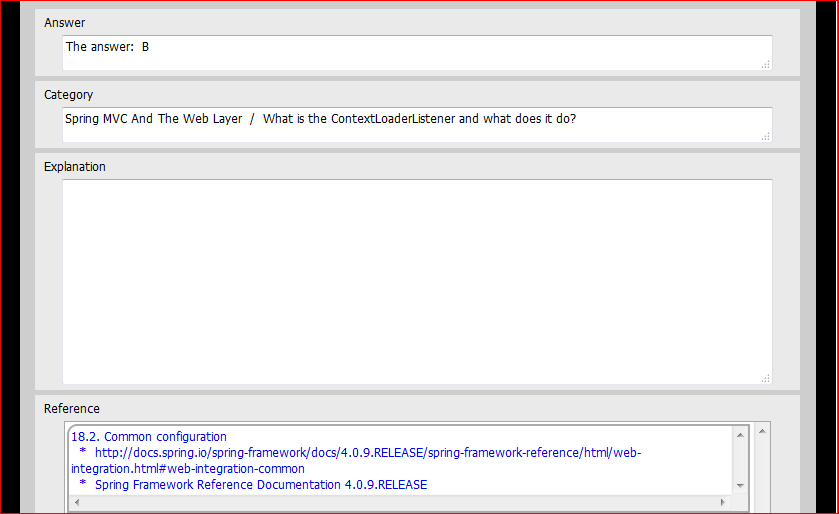 Answer
The answer:  B
Category
Spring MVC And The Web Layer  /  What is the ContextLoaderListener and what does it do?
Explanation
Reference
18.2. Common configuration
*  http://docs.spring.io/spring-framework/docs/4.0.9.RELEASE/spring-framework-reference/html/web-
integration.html#web-integration-common
*  Spring Framework Reference Documentation 4.0.9.RELEASE